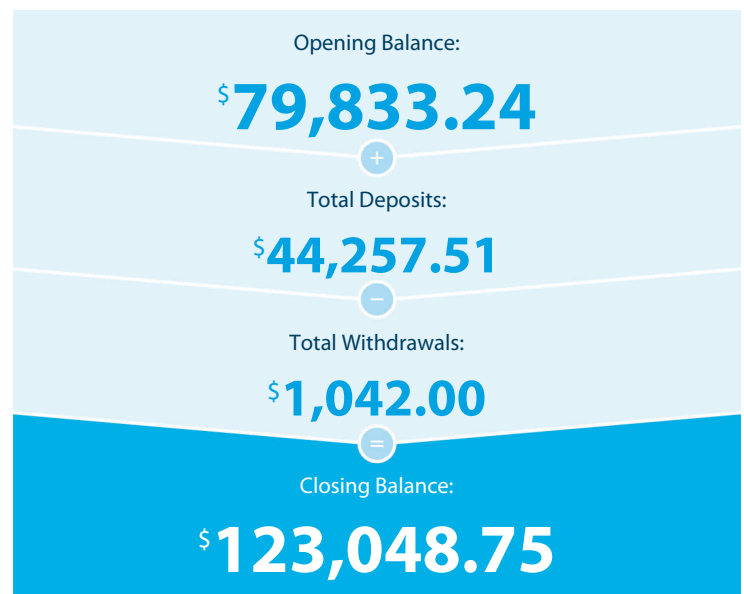 Opening Balance:
$79,833.24
+
Total Deposits:
$44,257.51
−
Total Withdrawals:
$1,042.00
=
Closing Balance:
$123,048.75